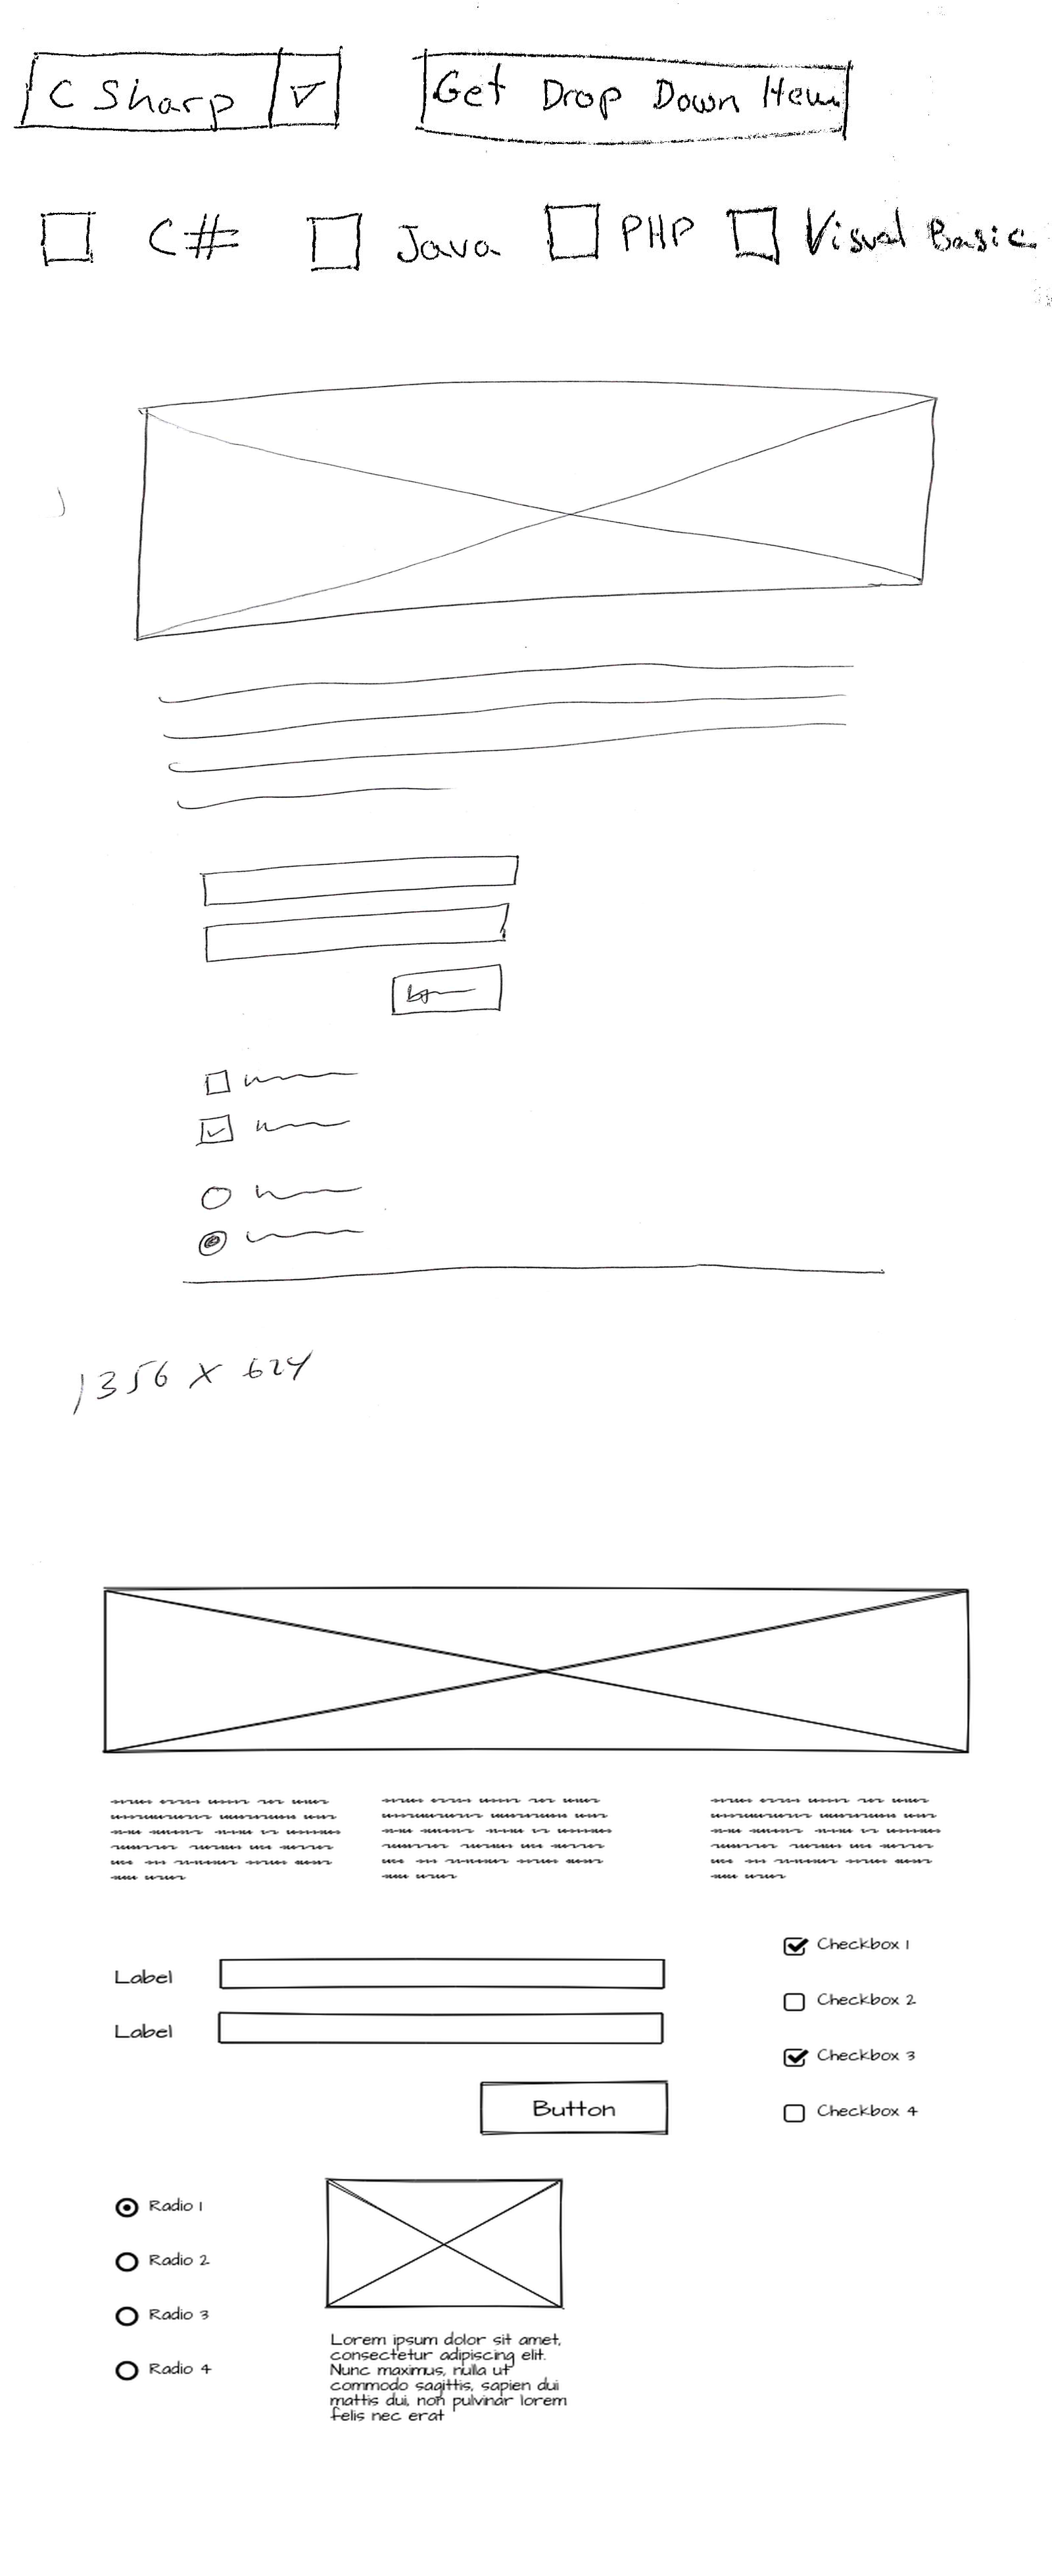 C Sharp
Get Drop Down Item
C#
Java
PHP
Visual Basic
1356 X 624
Label
Label
Button
Checkbox 1
Checkbox 2
Checkbox 3
Checkbox 4
Radio 1
Radio 2
Radio 3
Radio 4
Lorem ipsum dolor sit amet,
consectetur adipiscing elit.
Nunc maximus, nulla ut
commodo sagittis, sapien dui
mattis dui, non pulvinar lorem
felis nec erat